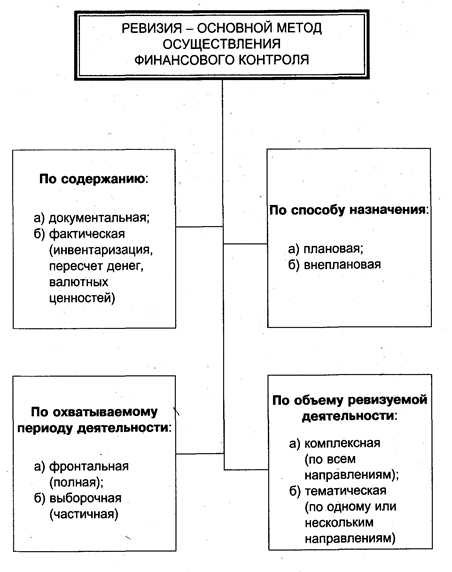 РЕВИЗИЯ – ОСНОВНОЙ МЕТОД
ОСУЩЕСТВЛЕНИЯ
ФИНАНСОВОГО КОНТРОЛЯ
По содержанию:
а) документальная;
б) фактическая
(инвентаризация,
пересчет денег,
валютных
ценностей)
По способу назначения:
а) плановая;
б) внеплановая
По охватываемому
периоду деятельности:
а) фронтальная
(полная);
б) выборочная
(частичная)
По объему ревизуемой
деятельности:
а) комплексная
(по всем
направлениям);
б) тематическая
(по одному или
нескольким
направлениям)